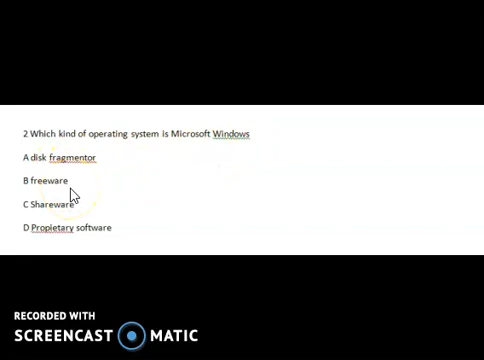 2 Which kind of operating system is Microsoft Windows
A disk fragmentor
B freeware
C Shareware
D Propietary software
RECORDED WITH
SCREENCAST MATIC